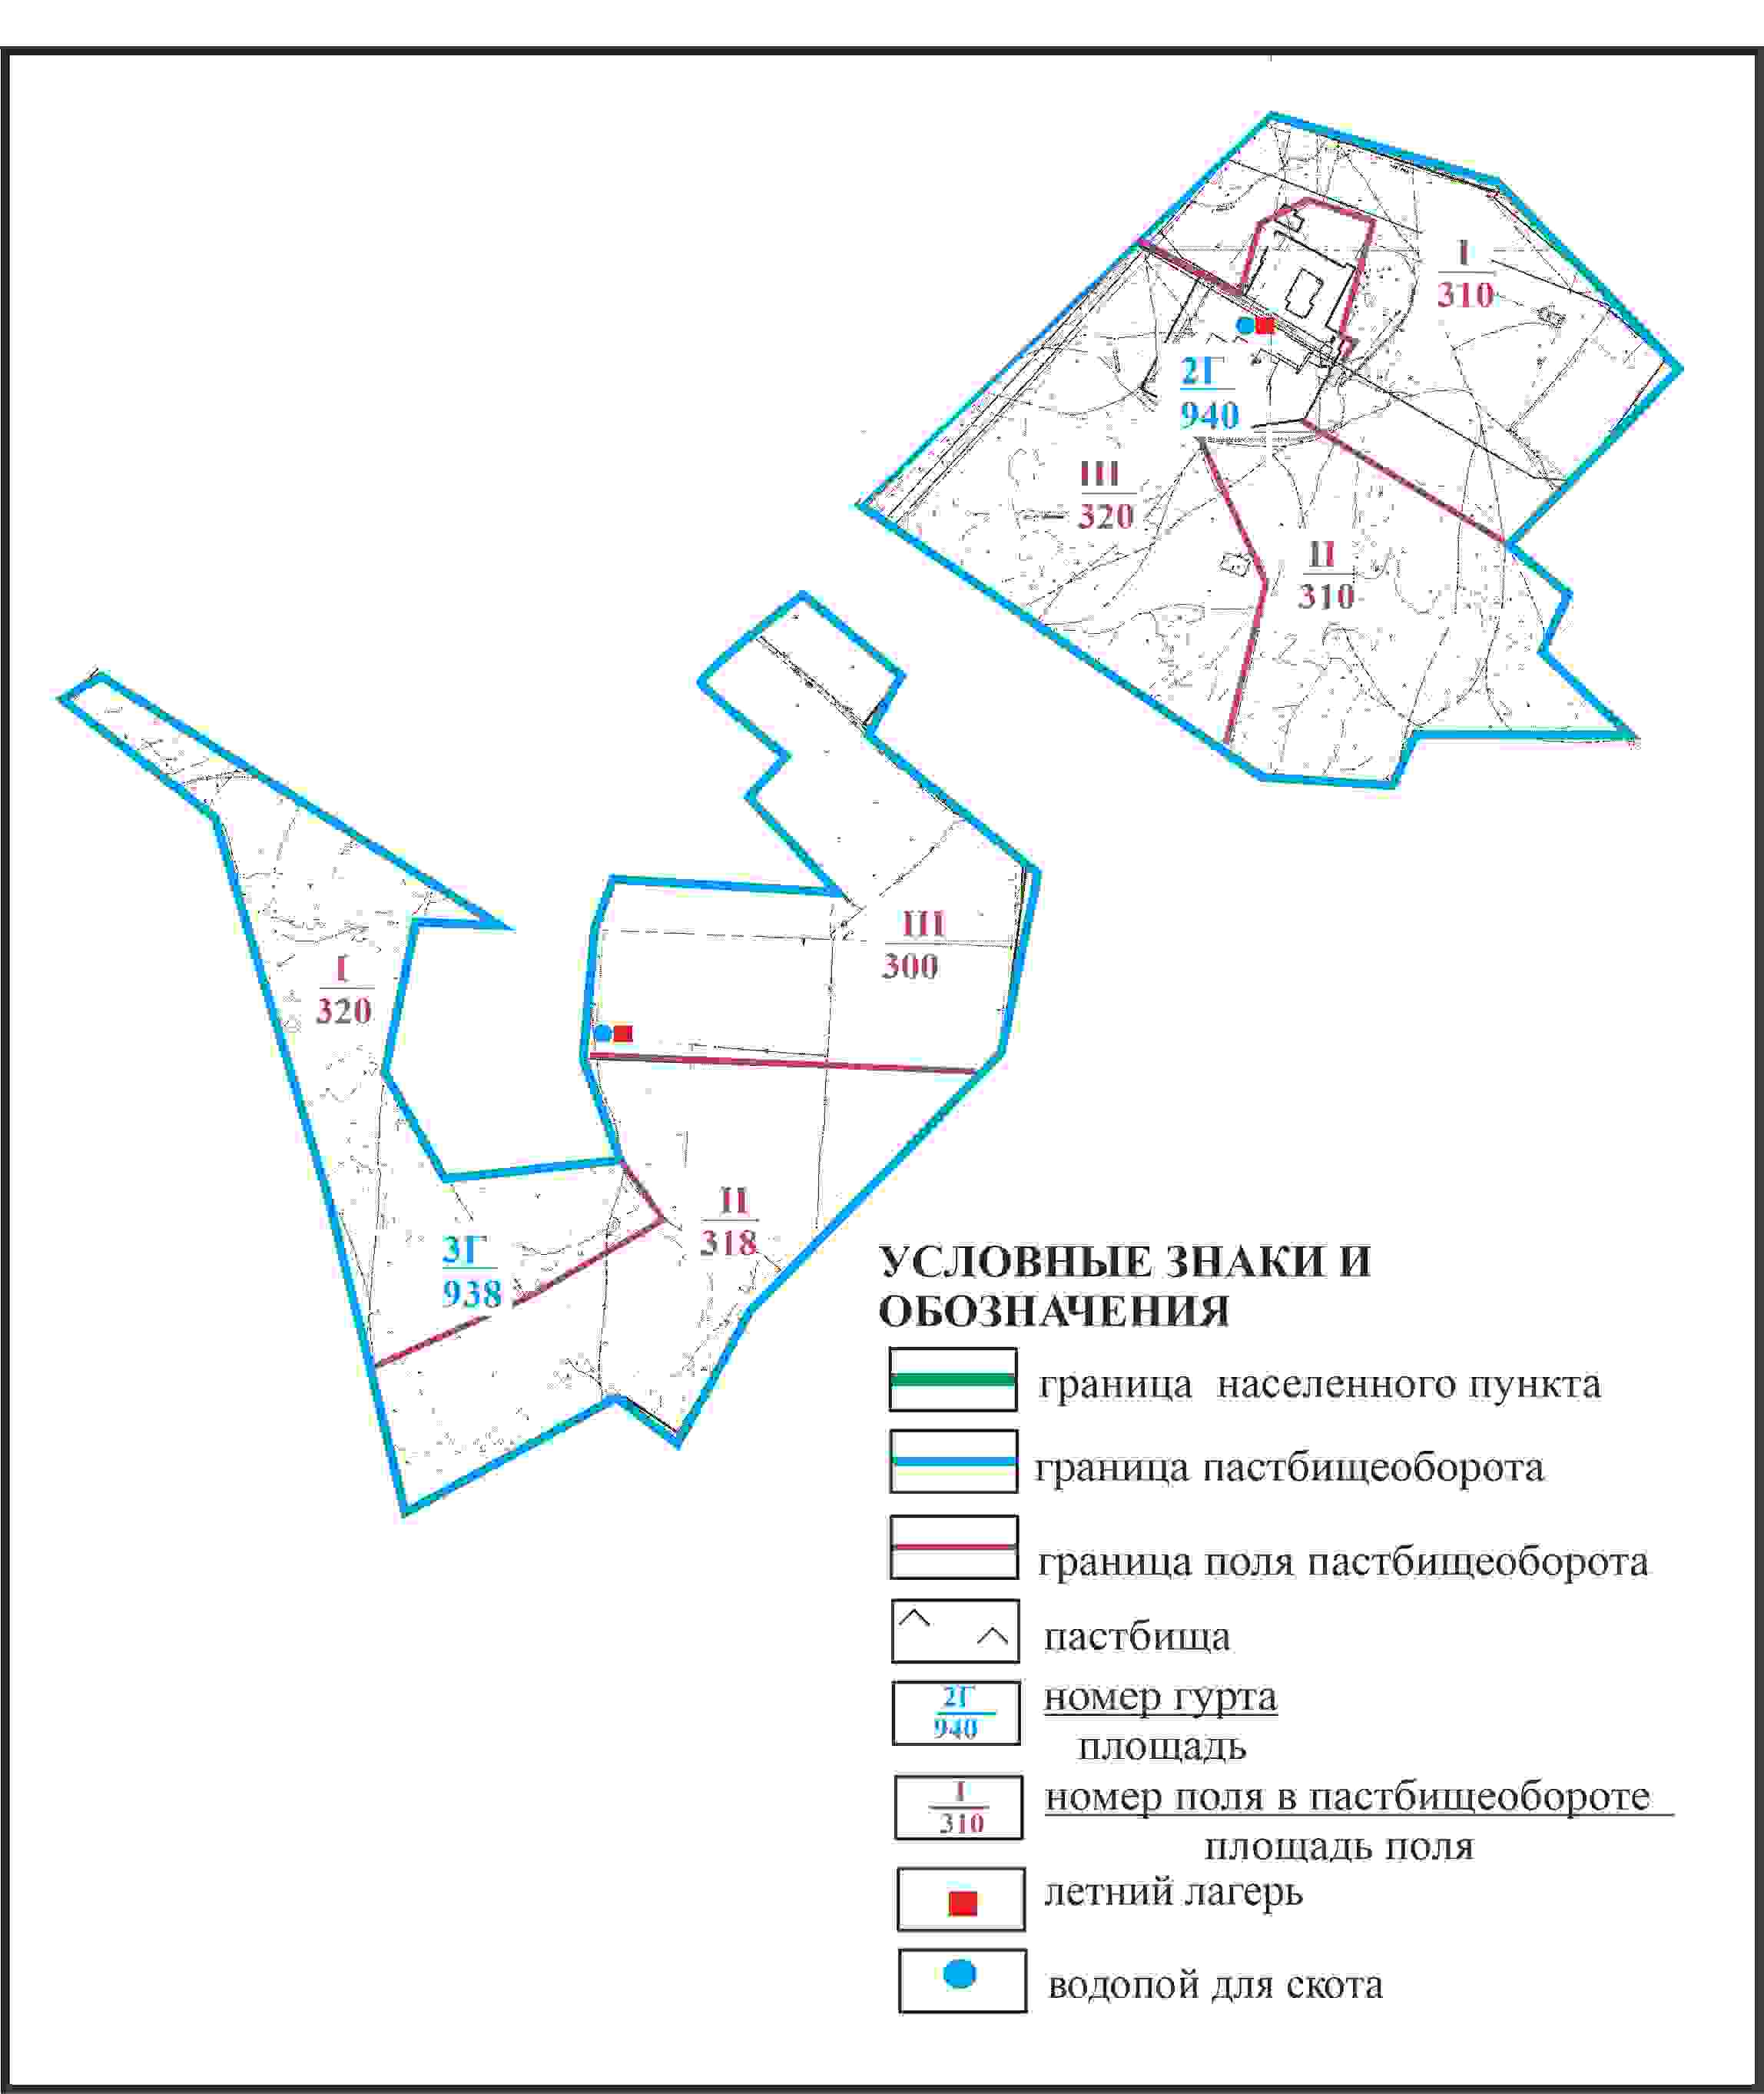 I
310
2Г
940
III
320
II
310
III
300
I
320
II
318
3Г
938
УСЛОВНЫЕ ЗНАКИ И
ОБОЗНАЧЕНИЯ
граница населенного пункта
граница пастбищеоборота
граница поля пастбищеоборота
пастбища
2Г
940
номер гурта
площадь
I
310
номер поля в пастбищеобороте
площадь поля
летний лагерь
водопой для скота